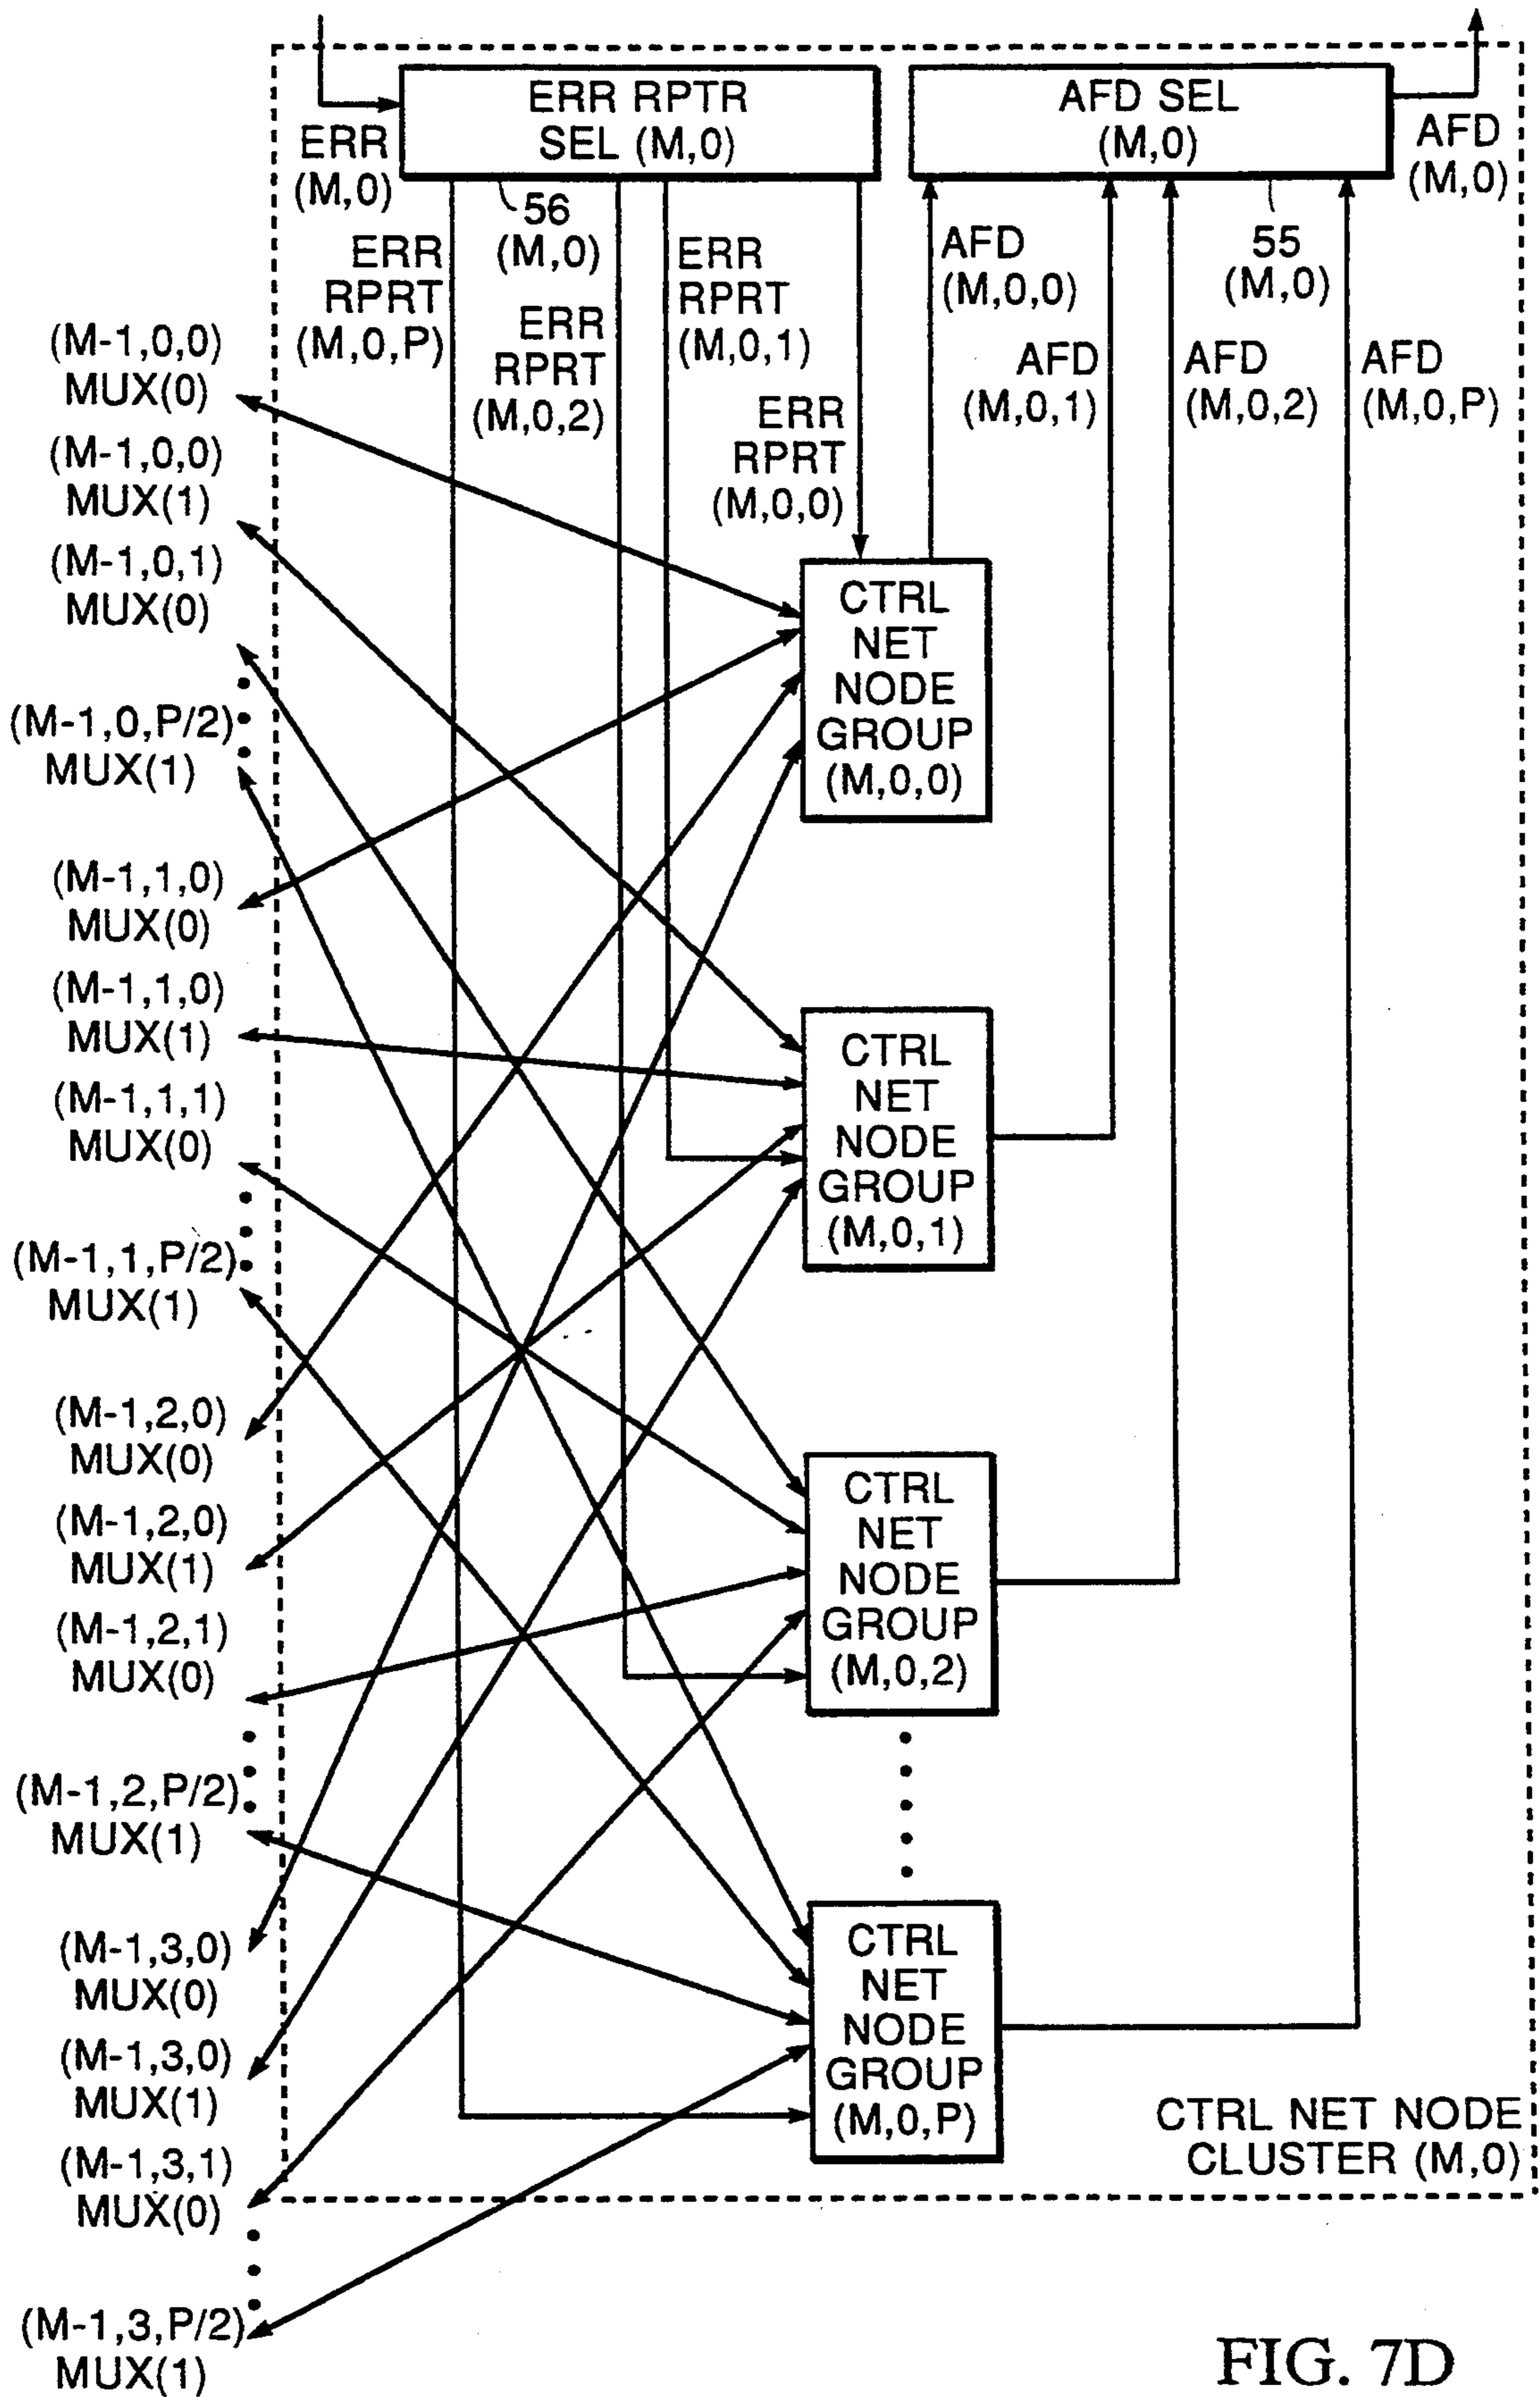 ERR RPTR
SEL (M,0)
AFD SEL
(M,0)
ERR
(M,0)
AFD
(M,0)
56
(M,0)
55
(M,0)
ERR
RPRT
(M,0,P)
ERR
RPRT
(M,0,2)
ERR
RPRT
(M,0,1)
ERR
RPRT
(M,0,0)
AFD
(M,0,0)
AFD
(M,0,1)
AFD
(M,0,2)
AFD
(M,0,P)
(M-1,0,0)
MUX(0)
(M-1,0,0)
MUX(1)
(M-1,0,1)
MUX(0)
(M-1,0,P/2)
MUX(1)
(M-1,1,0)
MUX(0)
(M-1,1,0)
MUX(1)
(M-1,1,1)
MUX(0)
(M-1,1,P/2)
MUX(1)
(M-1,2,0)
MUX(0)
(M-1,2,0)
MUX(1)
(M-1,2,1)
MUX(0)
(M-1,2,P/2)
MUX(1)
(M-1,3,0)
MUX(0)
(M-1,3,0)
MUX(1)
(M-1,3,1)
MUX(0)
(M-1,3,P/2)
MUX(1)
CTRL
NET
NODE
GROUP
(M,0,0)
CTRL
NET
NODE
GROUP
(M,0,1)
CTRL
NET
NODE
GROUP
(M,0,2)
CTRL
NET
NODE
GROUP
(M,0,P)
CTRL NET NODE
CLUSTER (M,0)
FIG. 7D